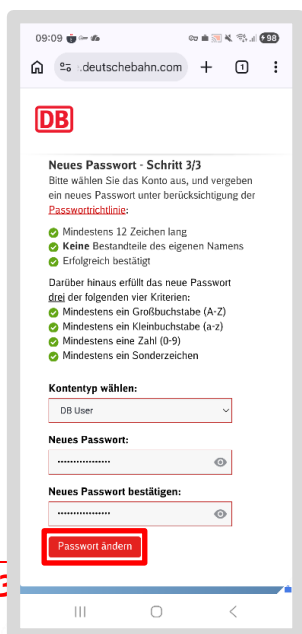 09:09
98
.deutschebahn.com
1
DB
Neues Passwort - Schritt 3/3
Bitte wählen Sie das Konto aus, und vergeben
ein neues Passwort unter berücksichtigung der
Passwortrichtlinie:
Mindestens 12 Zeichen lang
Keine Bestandteile des eigenen Namens
Erfolgreich bestätigt
Darüber hinaus erfüllt das neue Passwort
drei der folgenden vier Kriterien:
Mindestens ein Großbuchstabe (A-Z)
Mindestens ein Kleinbuchstabe (a-z)
Mindestens eine Zahl (0-9)
Mindestens ein Sonderzeichen
Kontentyp wählen:
DB User
Neues Passwort:
•••••••••••••••••
Neues Passwort bestätigen:
•••••••••••••••••
Passwort ändern